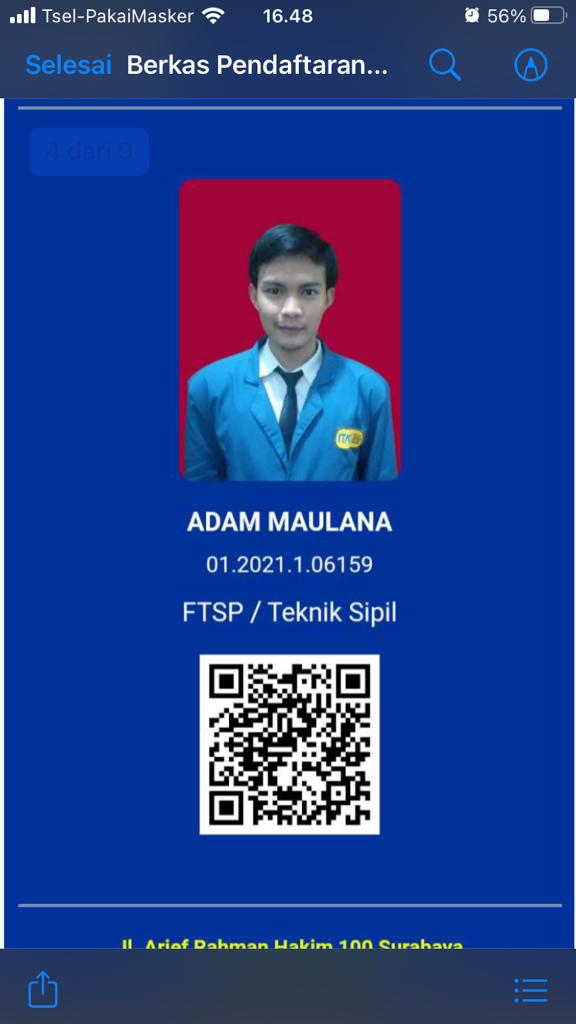 Tsel-PakaiMasker 16.48 56%
Selesai Berkas Pendaftaran...
4 dari 9
ADAM MAULANA
01.2021.1.06159
FTSP / Teknik Sipil
Jl. Arief Rahman Hakim 100 Surabaya